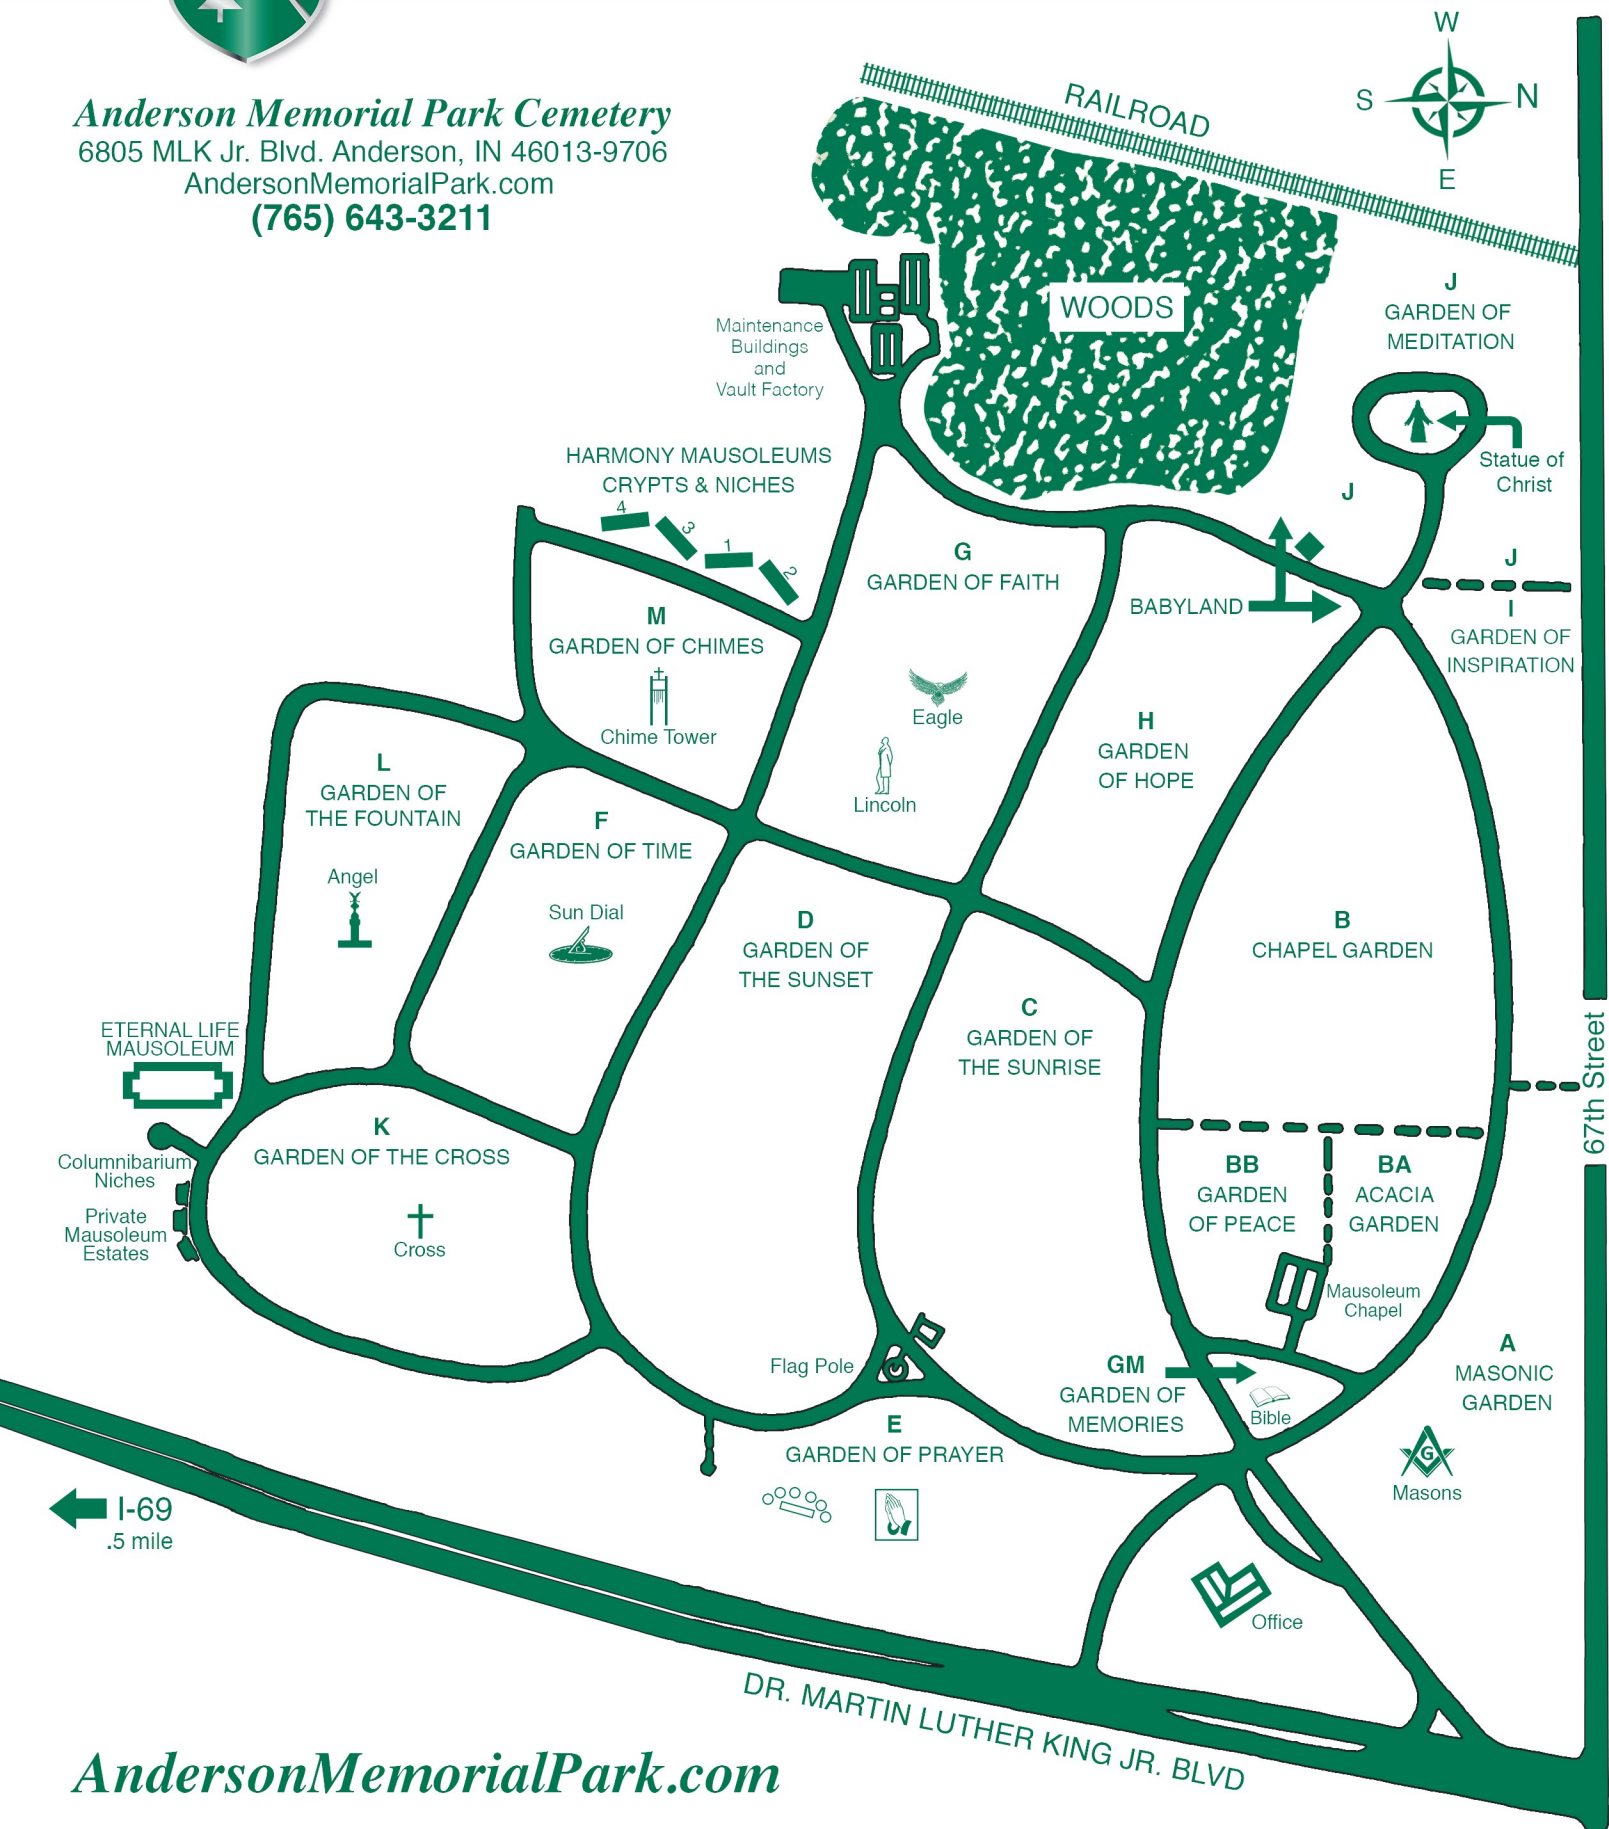 Anderson Memorial Park Cemetery
6805 MLK Jr. Blvd. Anderson, IN 46013-9706
AndersonMemorialPark.com
(765) 643-3211
W
S
N
E
RAILROAD
WOODS
J
GARDEN OF
MEDITATION
Statue of
Christ
J
J
I
GARDEN OF
INSPIRATION
Maintenance
Buildings
and
Vault Factory
HARMONY MAUSOLEUMS
CRYPTS & NICHES
4
3
1
2
G
GARDEN OF FAITH
Eagle
Lincoln
BABYLAND
M
GARDEN OF CHIMES
Chime Tower
H
GARDEN
OF HOPE
L
GARDEN OF
THE FOUNTAIN
Angel
F
GARDEN OF TIME
Sun Dial
D
GARDEN OF
THE SUNSET
B
CHAPEL GARDEN
C
GARDEN OF
THE SUNRISE
67th Street
ETERNAL LIFE
MAUSOLEUM
K
GARDEN OF THE CROSS
Cross
Columnibarium
Niches
Private
Mausoleum
Estates
BB
GARDEN
OF PEACE
BA
ACACIA
GARDEN
Mausoleum
Chapel
Flag Pole
GM
GARDEN OF
MEMORIES
Bible
A
MASONIC
GARDEN
G
Masons
E
GARDEN OF PRAYER
I-69
.5 mile
Office
DR. MARTIN LUTHER KING JR. BLVD
AndersonMemorialPark.com